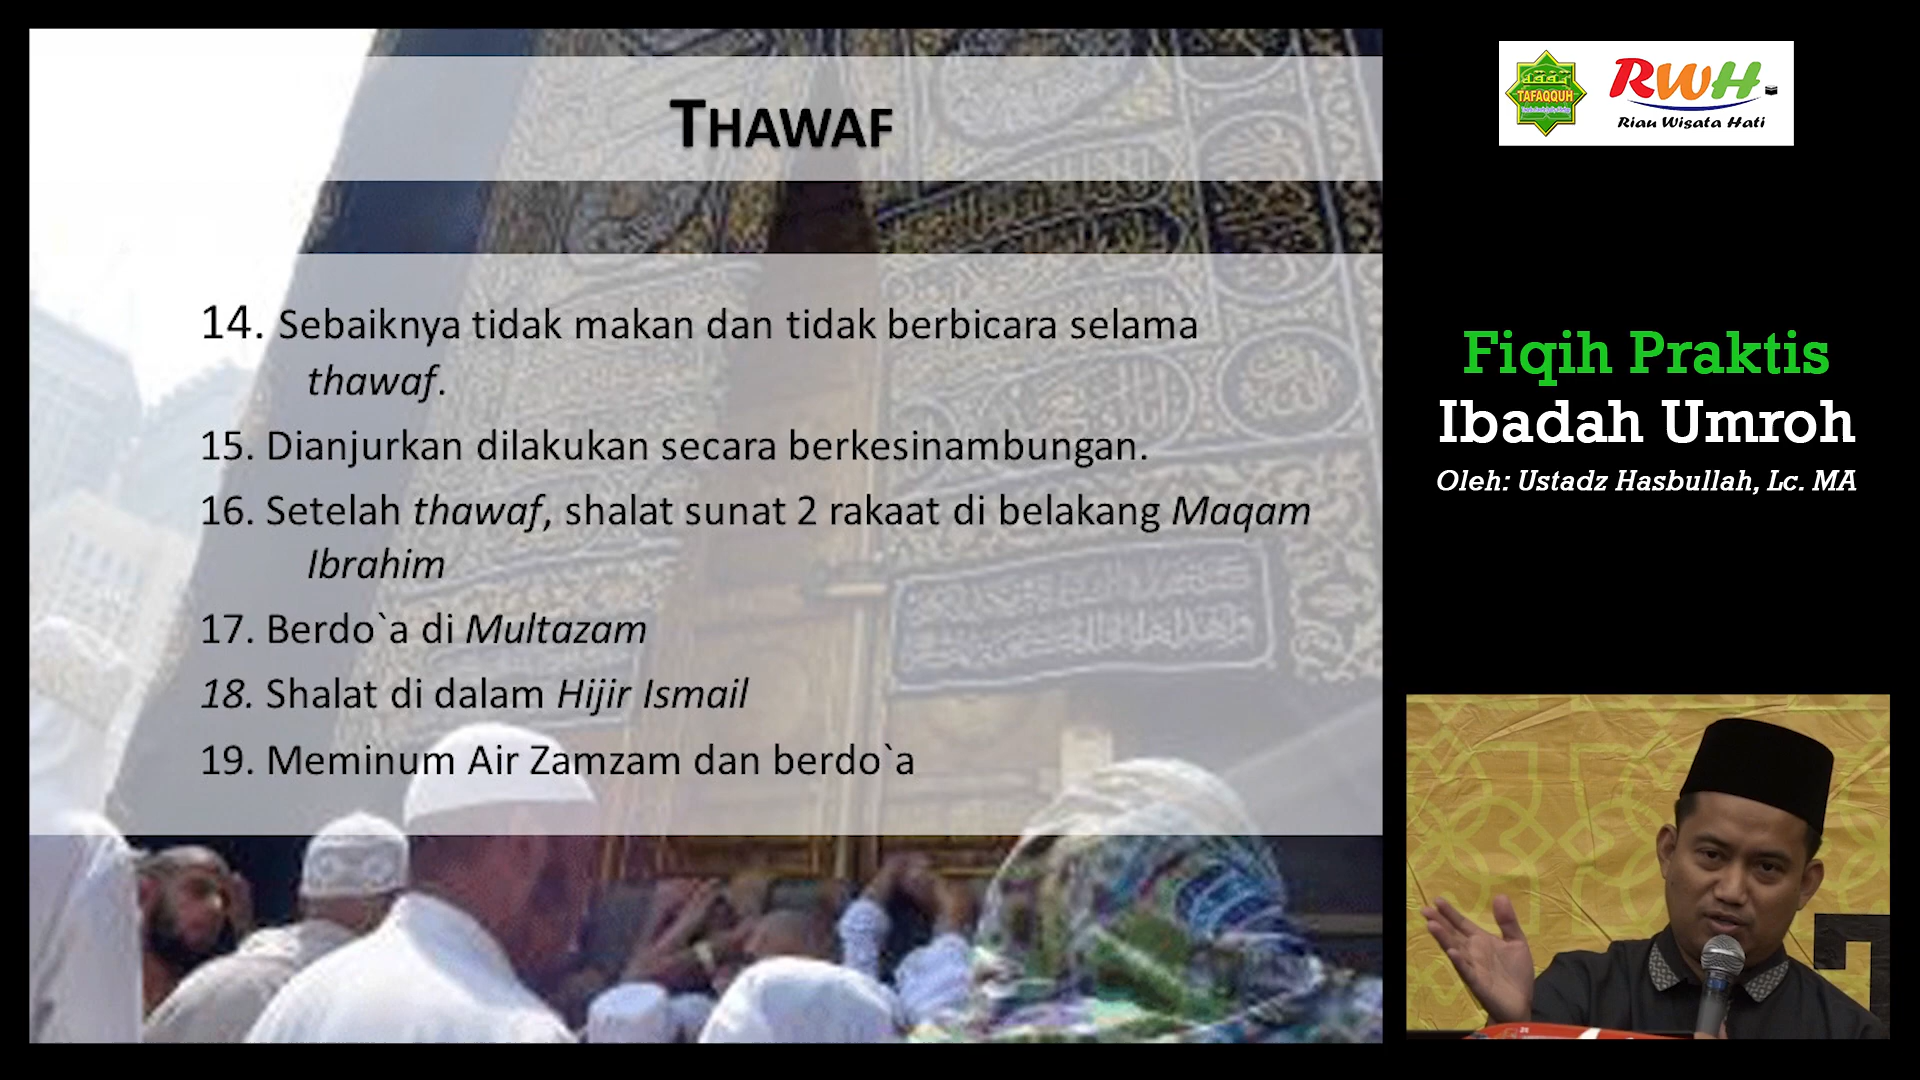 THAWAF
14. Sebaiknya tidak makan dan tidak berbicara selama
thawaf.
15. Dianjurkan dilakukan secara berkesinambungan.
16. Setelah thawaf, shalat sunat 2 rakaat di belakang Maqam
Ibrahim
17. Berdo`a di Multazam
18. Shalat di dalam Hijir Ismail
19. Meminum Air Zamzam dan berdo`a
TAFAQQUH
RWH
Riau Wisata Hati
Fiqih Praktis
Ibadah Umroh
Oleh: Ustadz Hasbullah, Lc. MA